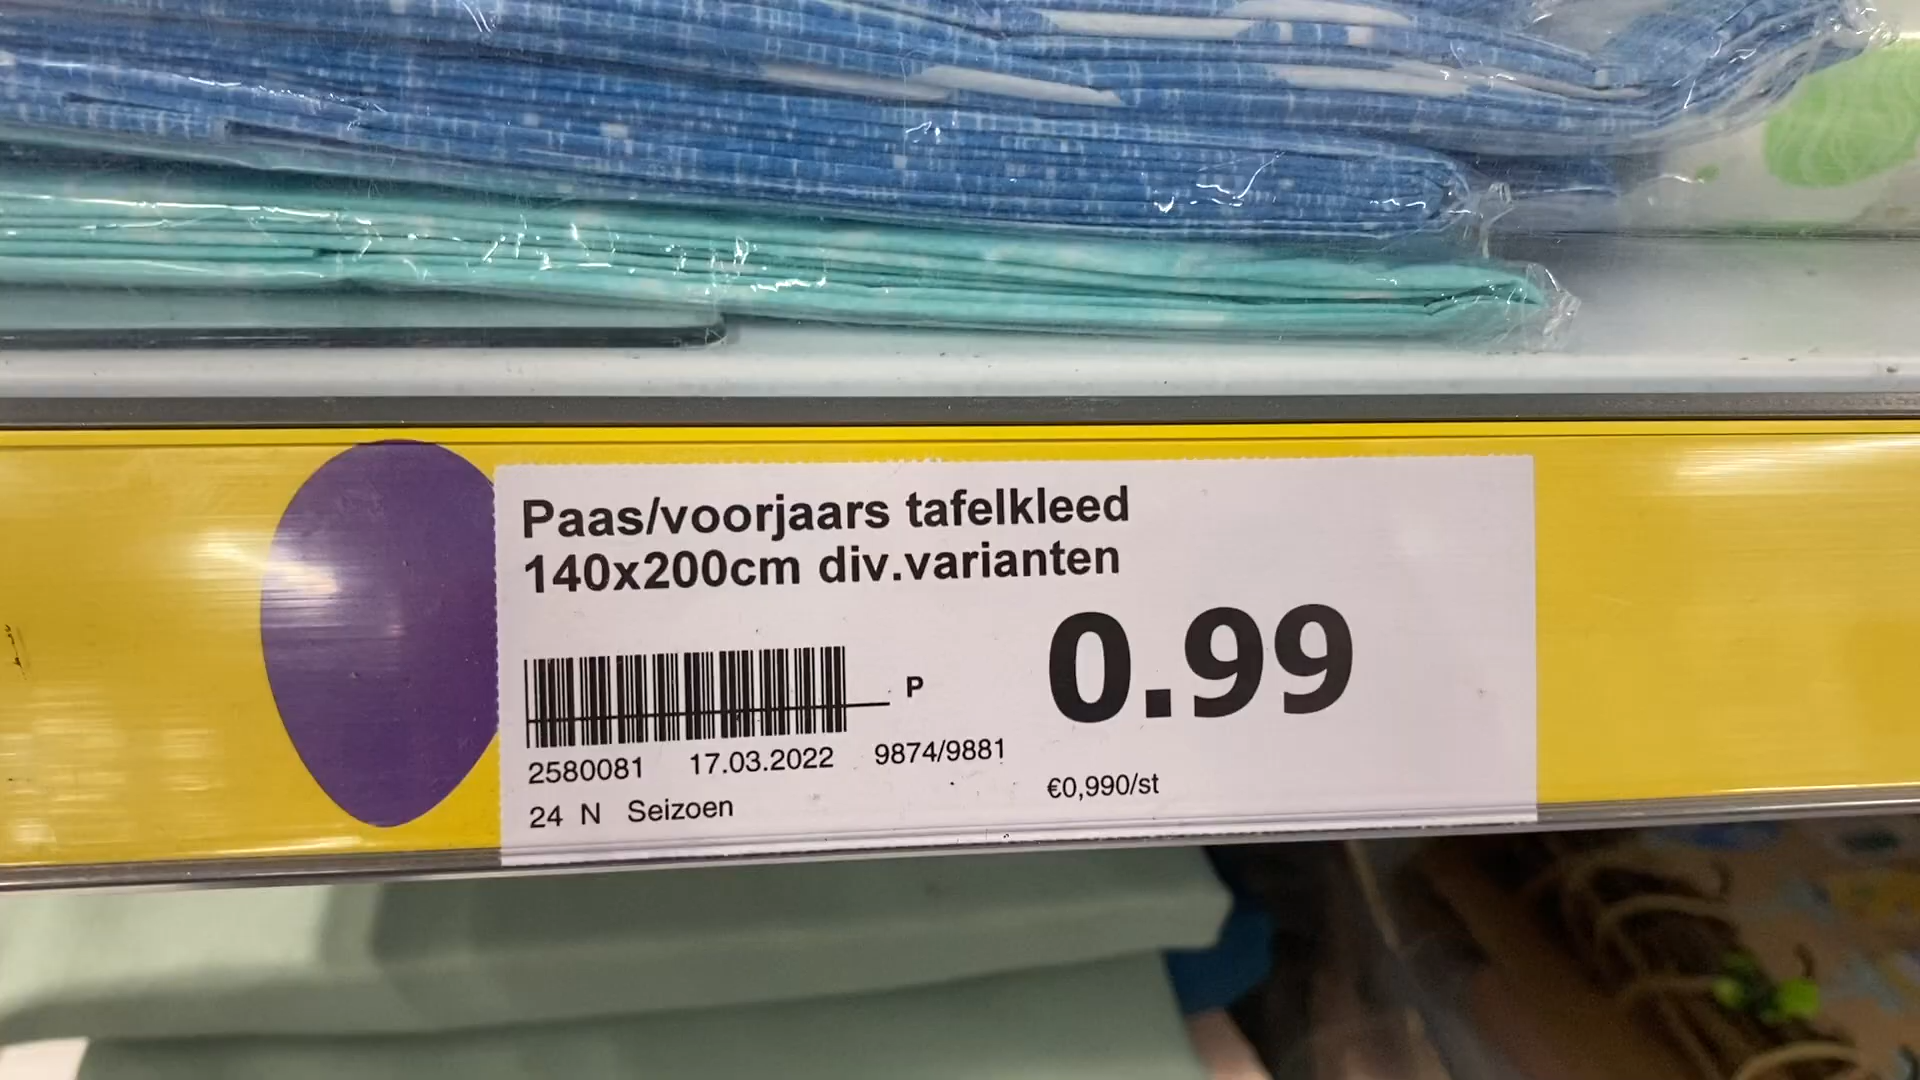 Paas/voorjaars tafelkleed
140x200cm div.varianten
P
0.99
2580081 17.03.2022 9874/9881
€0,990/st
24 N Seizoen